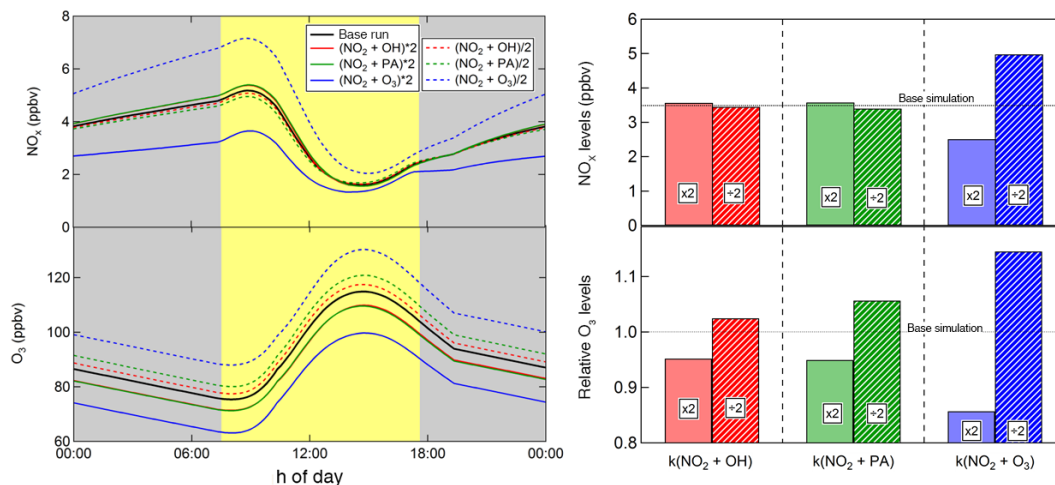 8
6
4
2
0
NOx (ppbv)
Base run
(NO2 + OH)*2
(NO2 + PA)*2
(NO2 + O3)*2
(NO2 + OH)/2
(NO2 + PA)/2
(NO2 + O3)/2
120
100
80
60
O3 (ppbv)
00:00 06:00 12:00 18:00 00:00
h of day
6
5
4
3
2
1
0
NOx levels (ppbv)
Base simulation
x2 ÷2 x2 ÷2 x2 ÷2
1.1
1.0
0.9
0.8
Relative O3 levels
Base simulation
x2 ÷2 x2 ÷2 x2 ÷2
k(NO2 + OH) k(NO2 + PA) k(NO2 + O3)